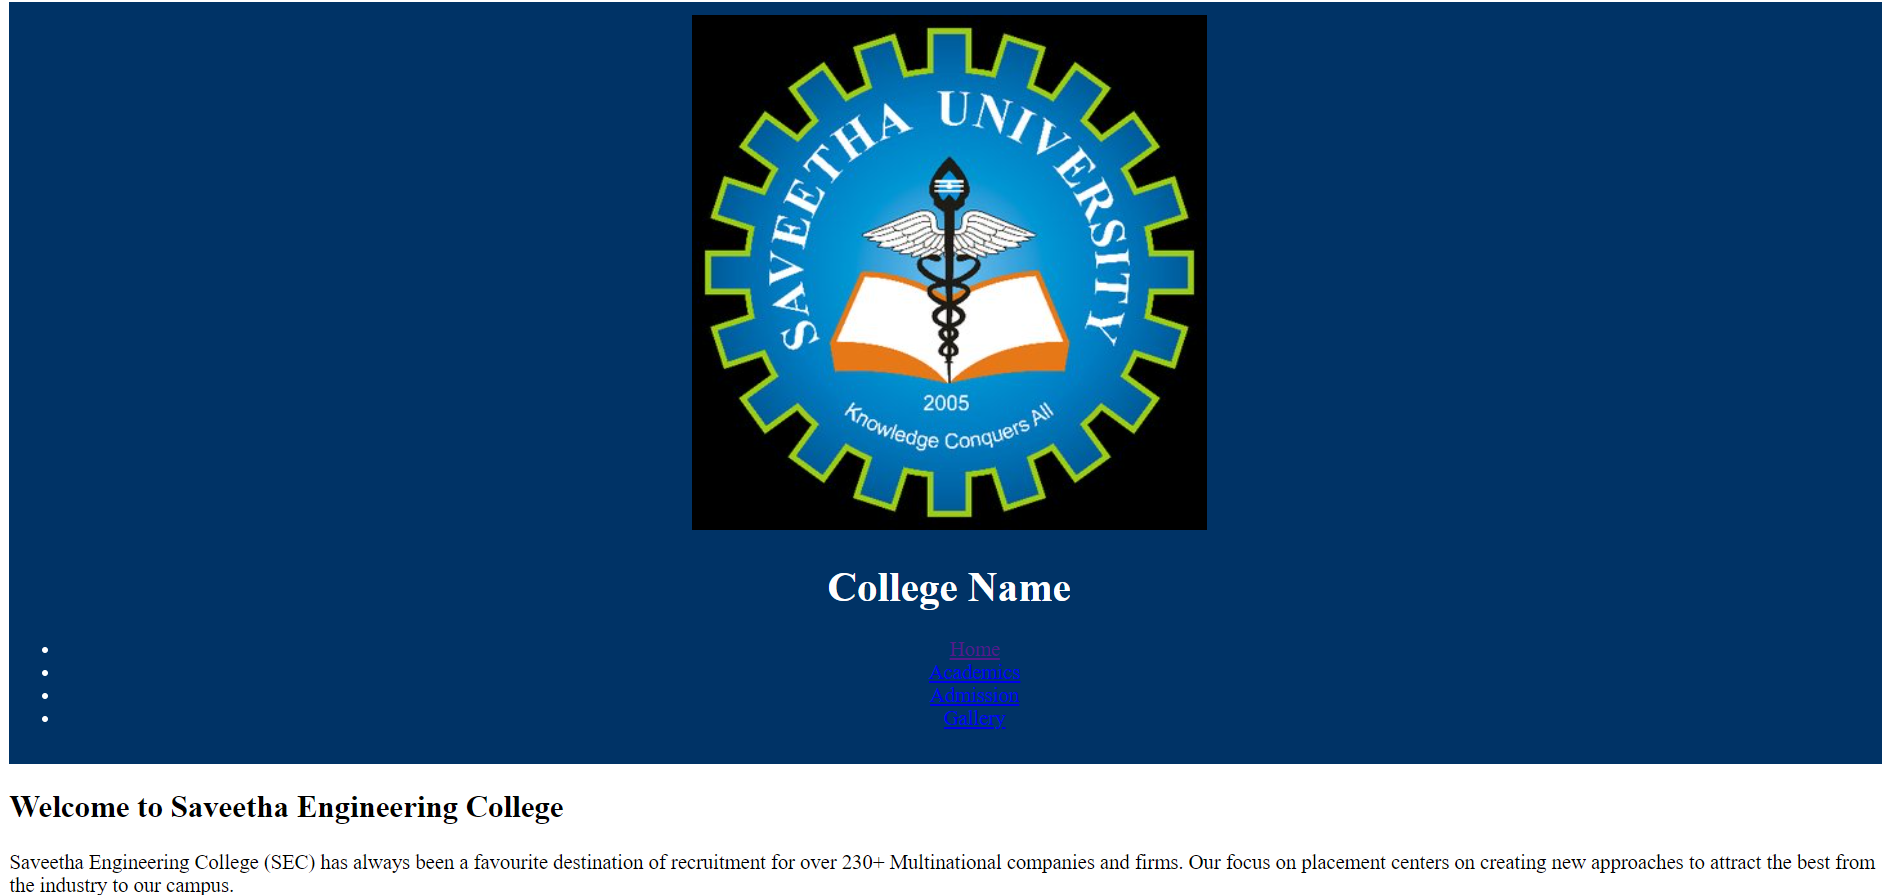 SAVEETHA UNIVERSITY
2005
Knowledge Conquers All
College Name
Home
Academics
Admission
Gallery
Welcome to Saveetha Engineering College
Saveetha Engineering College (SEC) has always been a favourite destination of recruitment for over 230+ Multinational companies and firms. Our focus on placement centers on creating new approaches to attract the best from
the industry to our campus.